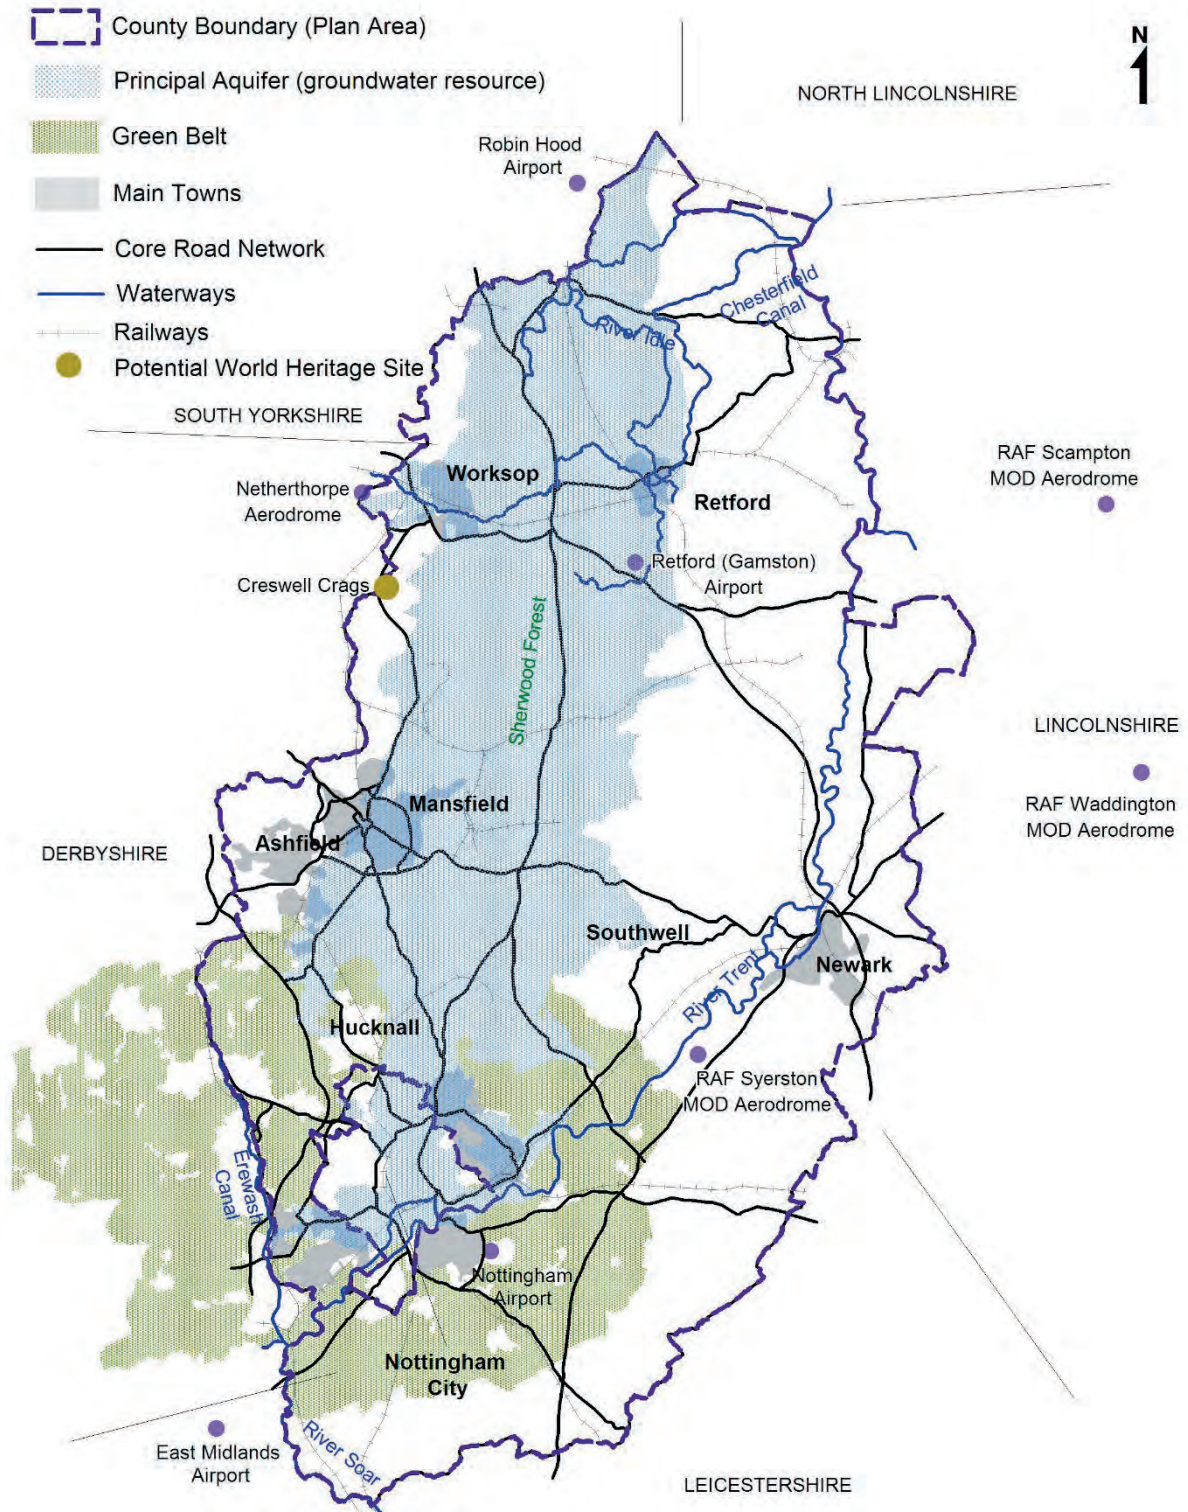 County Boundary (Plan Area)
Principal Aquifer (groundwater resource)
Green Belt
Main Towns
Core Road Network
Waterways
Railways
Potential World Heritage Site
N
NORTH LINCOLNSHIRE
Robin Hood
Airport
Chesterfield
Canal
River Idle
SOUTH YORKSHIRE
Worksop
Netherthorpe
Aerodrome
Retford
RAF Scampton
MOD Aerodrome
Creswell Crags
Retford (Gamston)
Airport
Sherwood Forest
LINCOLNSHIRE
RAF Waddington
MOD Aerodrome
Mansfield
Ashfield
DERBYSHIRE
Southwell
Newark
River Trent
Hucknall
RAF Syerston
MOD Aerodrome
Erewash
Canal
Nottingham
Airport
Nottingham
City
River Soar
East Midlands
Airport
LEICESTERSHIRE